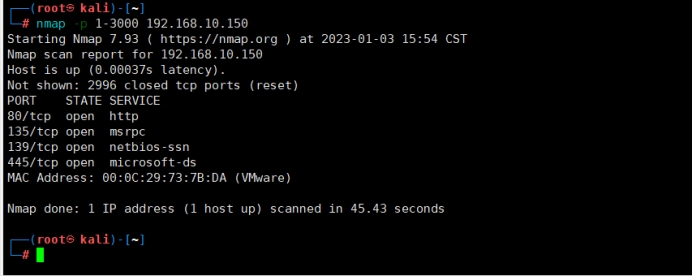 ┌──(root㉿kali)-[~]
└─# nmap -p 1-3000 192.168.10.150
Starting Nmap 7.93 ( https://nmap.org ) at 2023-01-03 15:54 CST
Nmap scan report for 192.168.10.150
Host is up (0.00037s latency).
Not shown: 2996 closed tcp ports (reset)
PORT    STATE SERVICE
80/tcp  open  http
135/tcp open  msrpc
139/tcp open  netbios-ssn
445/tcp open  microsoft-ds
MAC Address: 00:0C:29:73:7B:DA (VMware)
Nmap done: 1 IP address (1 host up) scanned in 45.43 seconds
┌──(root㉿kali)-[~]
└─#